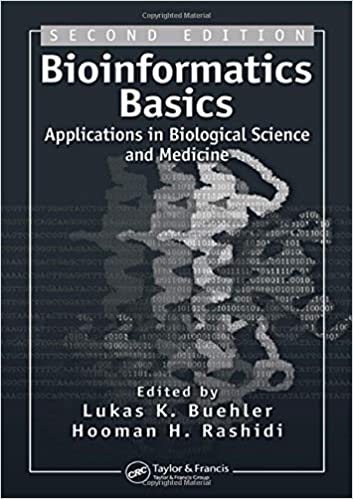 SECOND EDITION
Bioinformatics
Basics
Applications in Biological Science
and Medicine
Edited by
Lukas K. Buehler
Hooman H. Rashidi
CRC
Taylor & Francis
Taylor & Francis Group